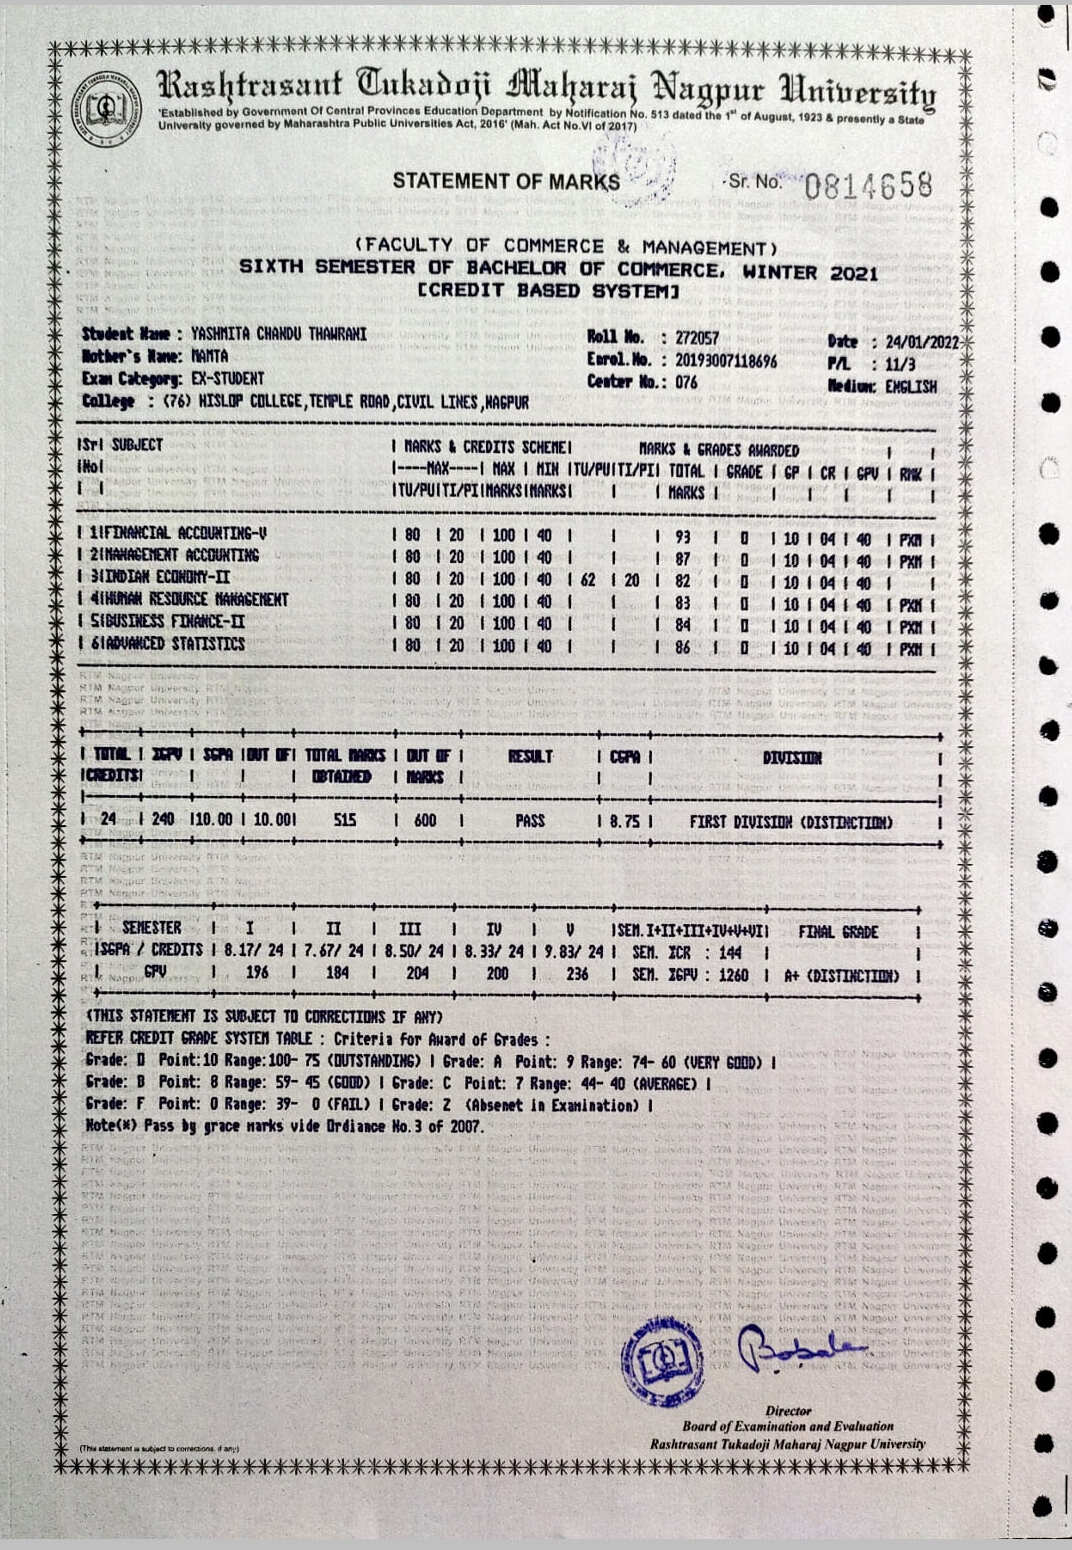 Rashtrasant Tukadoji Maharaj Nagpur University
'Established by Government Of Central Provinces Education Department by Notification No. 513 dated the 1st of August, 1923 & presently a State
University governed by Maharashtra Public Universities Act, 2016' (Mah. Act No.VI of 2017)
STATEMENT OF MARKS
Sr. No. 0814658
(FACULTY OF COMMERCE & MANAGEMENT)
SIXTH SEMESTER OF BACHELOR OF COMMERCE, WINTER 2021
[CREDIT BASED SYSTEM]
Student Name : YASHMITA CHANDU THAWRANI Roll No. : 272057 Date : 24/01/2022
Mother's Name: MAMTA Enrol.No. : 20193007118696 P/L : 11/3
Exam Category: EX-STUDENT Center No.: 076 Medium: ENGLISH
College : (76) HISLOP COLLEGE,TEMPLE ROAD,CIVIL LINES,NAGPUR
|Sr| SUBJECT | MARKS & CREDITS SCHEME| MARKS & GRADES AWARDED | |
|No| |----MAX----| MAX | MIN |TU/PU|TI/PI| TOTAL | GRADE | GP | CR | GPV | RMK |
| | |TU/PU|TI/PI|MARKS|MARKS| | | MARKS | | | | | |
| 1|FINANCIAL ACCOUNTING-V | 80 | 20 | 100 | 40 | | | 93 | O | 10 | 04 | 40 | PXM |
| 2|MANAGEMENT ACCOUNTING | 80 | 20 | 100 | 40 | | | 87 | O | 10 | 04 | 40 | PXM |
| 3|INDIAN ECONOMY-II | 80 | 20 | 100 | 40 | 62 | 20 | 82 | O | 10 | 04 | 40 | |
| 4|HUMAN RESOURCE MANAGEMENT | 80 | 20 | 100 | 40 | | | 83 | O | 10 | 04 | 40 | PXM |
| 5|BUSINESS FINANCE-II | 80 | 20 | 100 | 40 | | | 84 | O | 10 | 04 | 40 | PXM |
| 6|ADVANCED STATISTICS | 80 | 20 | 100 | 40 | | | 86 | O | 10 | 04 | 40 | PXM |
| TOTAL | ΣGPV | SGPA |OUT OF| TOTAL MARKS | OUT OF | RESULT | CGPA | DIVISION |
|CREDITS| | | | OBTAINED | MARKS | | | |
| 24 | 240 |10.00 | 10.00| 515 | 600 | PASS | 8.75 | FIRST DIVISION (DISTINCTION) |
| SEMESTER | I | II | III | IV | V |SEM.I+II+III+IV+V+VI| FINAL GRADE |
|SGPA / CREDITS | 8.17/ 24 | 7.67/ 24 | 8.50/ 24 | 8.33/ 24 | 9.83/ 24 | SEM. ΣCR : 144 | |
| GPV | 196 | 184 | 204 | 200 | 236 | SEM. ΣGPV : 1260 | A+ (DISTINCTION) |
(THIS STATEMENT IS SUBJECT TO CORRECTIONS IF ANY)
REFER CREDIT GRADE SYSTEM TABLE : Criteria for Award of Grades :
Grade: O Point:10 Range:100- 75 (OUTSTANDING) | Grade: A Point: 9 Range: 74- 60 (VERY GOOD) |
Grade: B Point: 8 Range: 59- 45 (GOOD) | Grade: C Point: 7 Range: 44- 40 (AVERAGE) |
Grade: F Point: 0 Range: 39- 0 (FAIL) | Grade: Z (Absenet in Examination) |
Note(*) Pass by grace marks vide Ordiance No.3 of 2007.
Director
Board of Examination and Evaluation
Rashtrasant Tukadoji Maharaj Nagpur University
(This statement is subject to corrections, if any)